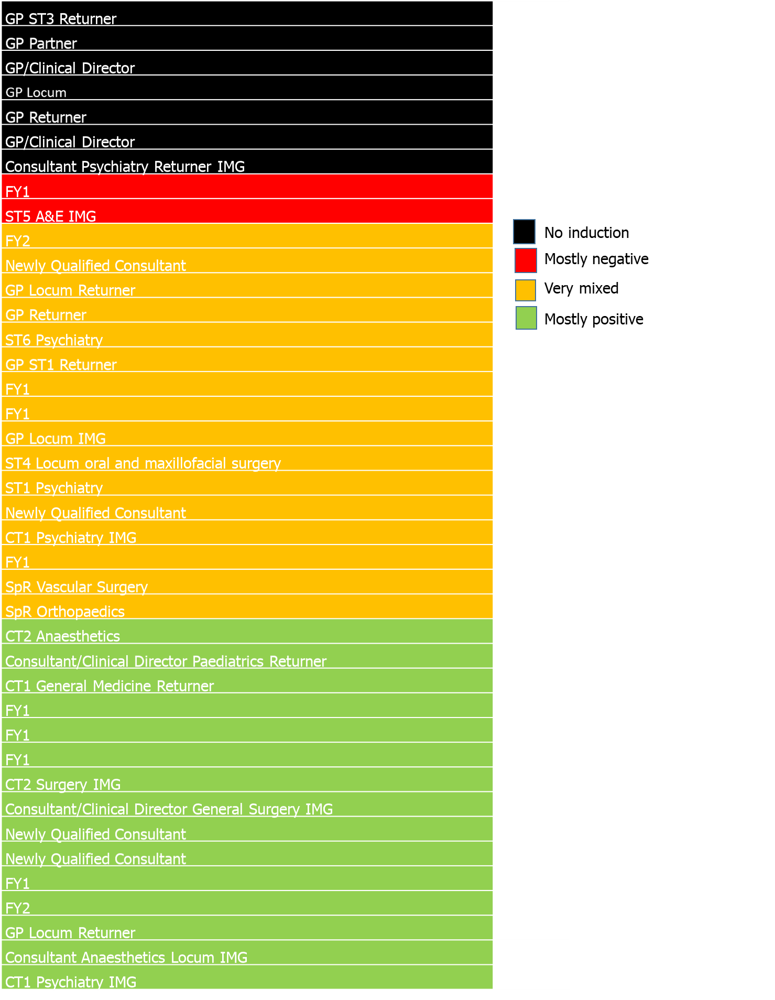 GP ST3 Returner
GP Partner
GP/Clinical Director
GP Locum
GP Returner
GP/Clinical Director
Consultant Psychiatry Returner IMG
FY1
ST5 A&E IMG
FY2
Newly Qualified Consultant
GP Locum Returner
GP Returner
ST6 Psychiatry
GP ST1 Returner
FY1
FY1
GP Locum IMG
ST4 Locum oral and maxillofacial surgery
ST1 Psychiatry
Newly Qualified Consultant
CT1 Psychiatry IMG
FY1
SpR Vascular Surgery
SpR Orthopaedics
CT2 Anaesthetics
Consultant/Clinical Director Paediatrics Returner
CT1 General Medicine Returner
FY1
FY1
FY1
CT2 Surgery IMG
Consultant/Clinical Director General Surgery IMG
Newly Qualified Consultant
Newly Qualified Consultant
FY1
FY2
GP Locum Returner
Consultant Anaesthetics Locum IMG
CT1 Psychiatry IMG
No induction
Mostly negative
Very mixed
Mostly positive